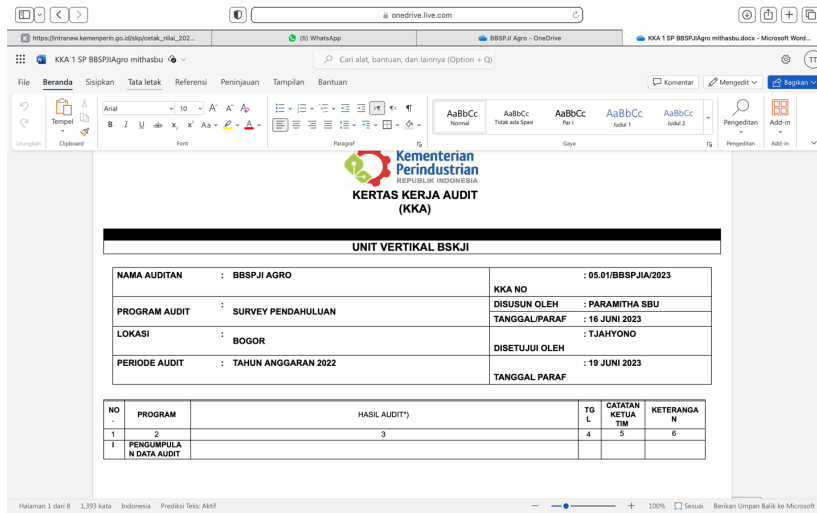 onedrive.live.com
https://intranew.kemenperin.go.id/skp/cetak_nilai_202...
(5) WhatsApp
BBSPJI Agro - OneDrive
KKA 1 SP BBSPJIAgro mithasbu.docx - Microsoft Word...
KKA 1 SP BBSPJIAgro mithasbu
Cari alat, bantuan, dan lainnya (Option + Q)
TT
File Beranda Sisipkan Tata letak Referensi Peninjauan Tampilan Bantuan
Komentar Mengedit Bagikan
Tempel
Arial 10
AaBbCc AaBbCc AaBbCc AaBbCc AaBbCc
Normal Tidak ada Spasi Par I Judul 1 Judul 2
Pengeditan Add-in
Urungkan Clipboard Font Paragraf Gaya Pengeditan Add-in
Kementerian
Perindustrian
REPUBLIK INDONESIA
KERTAS KERJA AUDIT
(KKA)
UNIT VERTIKAL BSKJI
NAMA AUDITAN : BBSPJI AGRO
KKA NO : 05.01/BBSPJIA/2023
PROGRAM AUDIT : SURVEY PENDAHULUAN
DISUSUN OLEH : PARAMITHA SBU
TANGGAL/PARAF : 16 JUNI 2023
LOKASI : BOGOR
DISETUJUI OLEH : TJAHYONO
PERIODE AUDIT : TAHUN ANGGARAN 2022
TANGGAL PARAF : 19 JUNI 2023
NO. PROGRAM HASIL AUDIT*) TGL CATATAN KETUA TIM KETERANGAN
1 2 3 4 5 6
I PENGUMPULA
N DATA AUDIT
Halaman 1 dari 8 1,393 kata Indonesia Prediksi Teks: Aktif 100% Sesuai Berikan Umpan Balik ke Microsoft